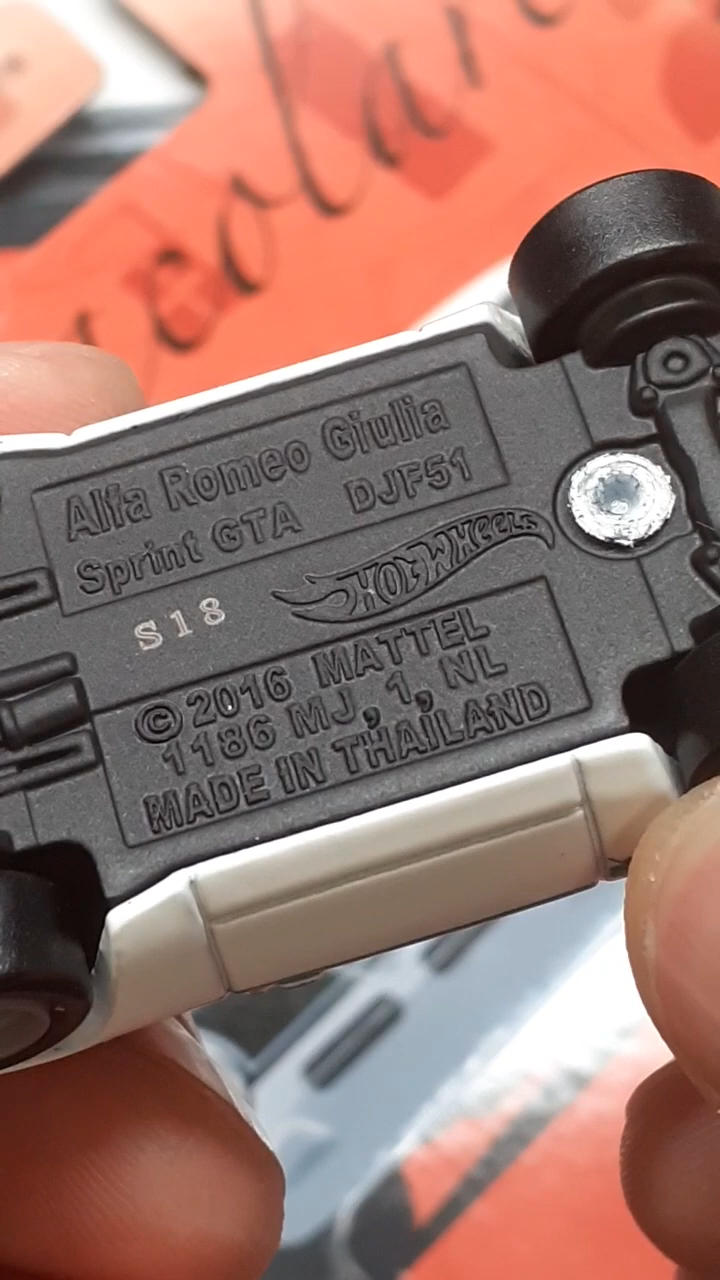 Alfa Romeo Giulia
Sprint GTA DJF51
HOT WHEELS
S18
© 2016 MATTEL
1186 MJ, 1, NL
MADE IN THAILAND